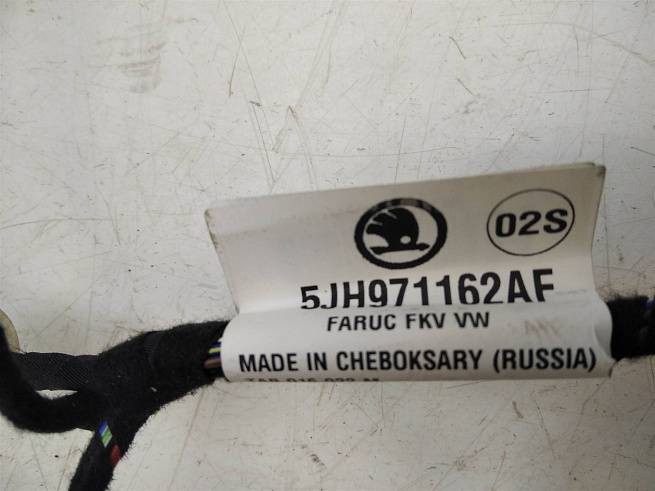 02S
5JH971162AF
FARUC FKV VW
MADE IN CHEBOKSARY (RUSSIA)